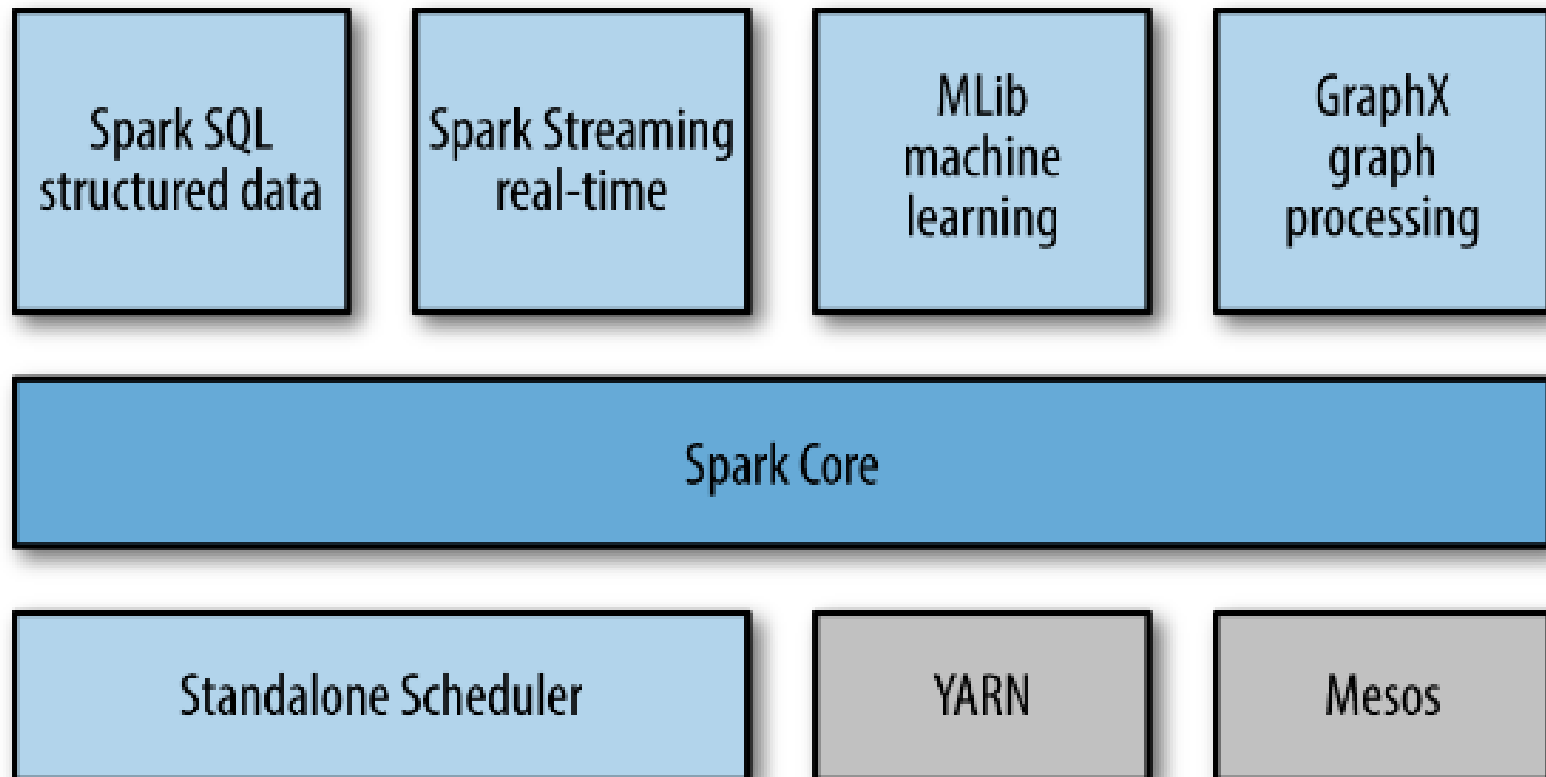 Spark SQL
structured data
Spark Streaming
real-time
MLib
machine
learning
GraphX
graph
processing
Spark Core
Standalone Scheduler
YARN
Mesos